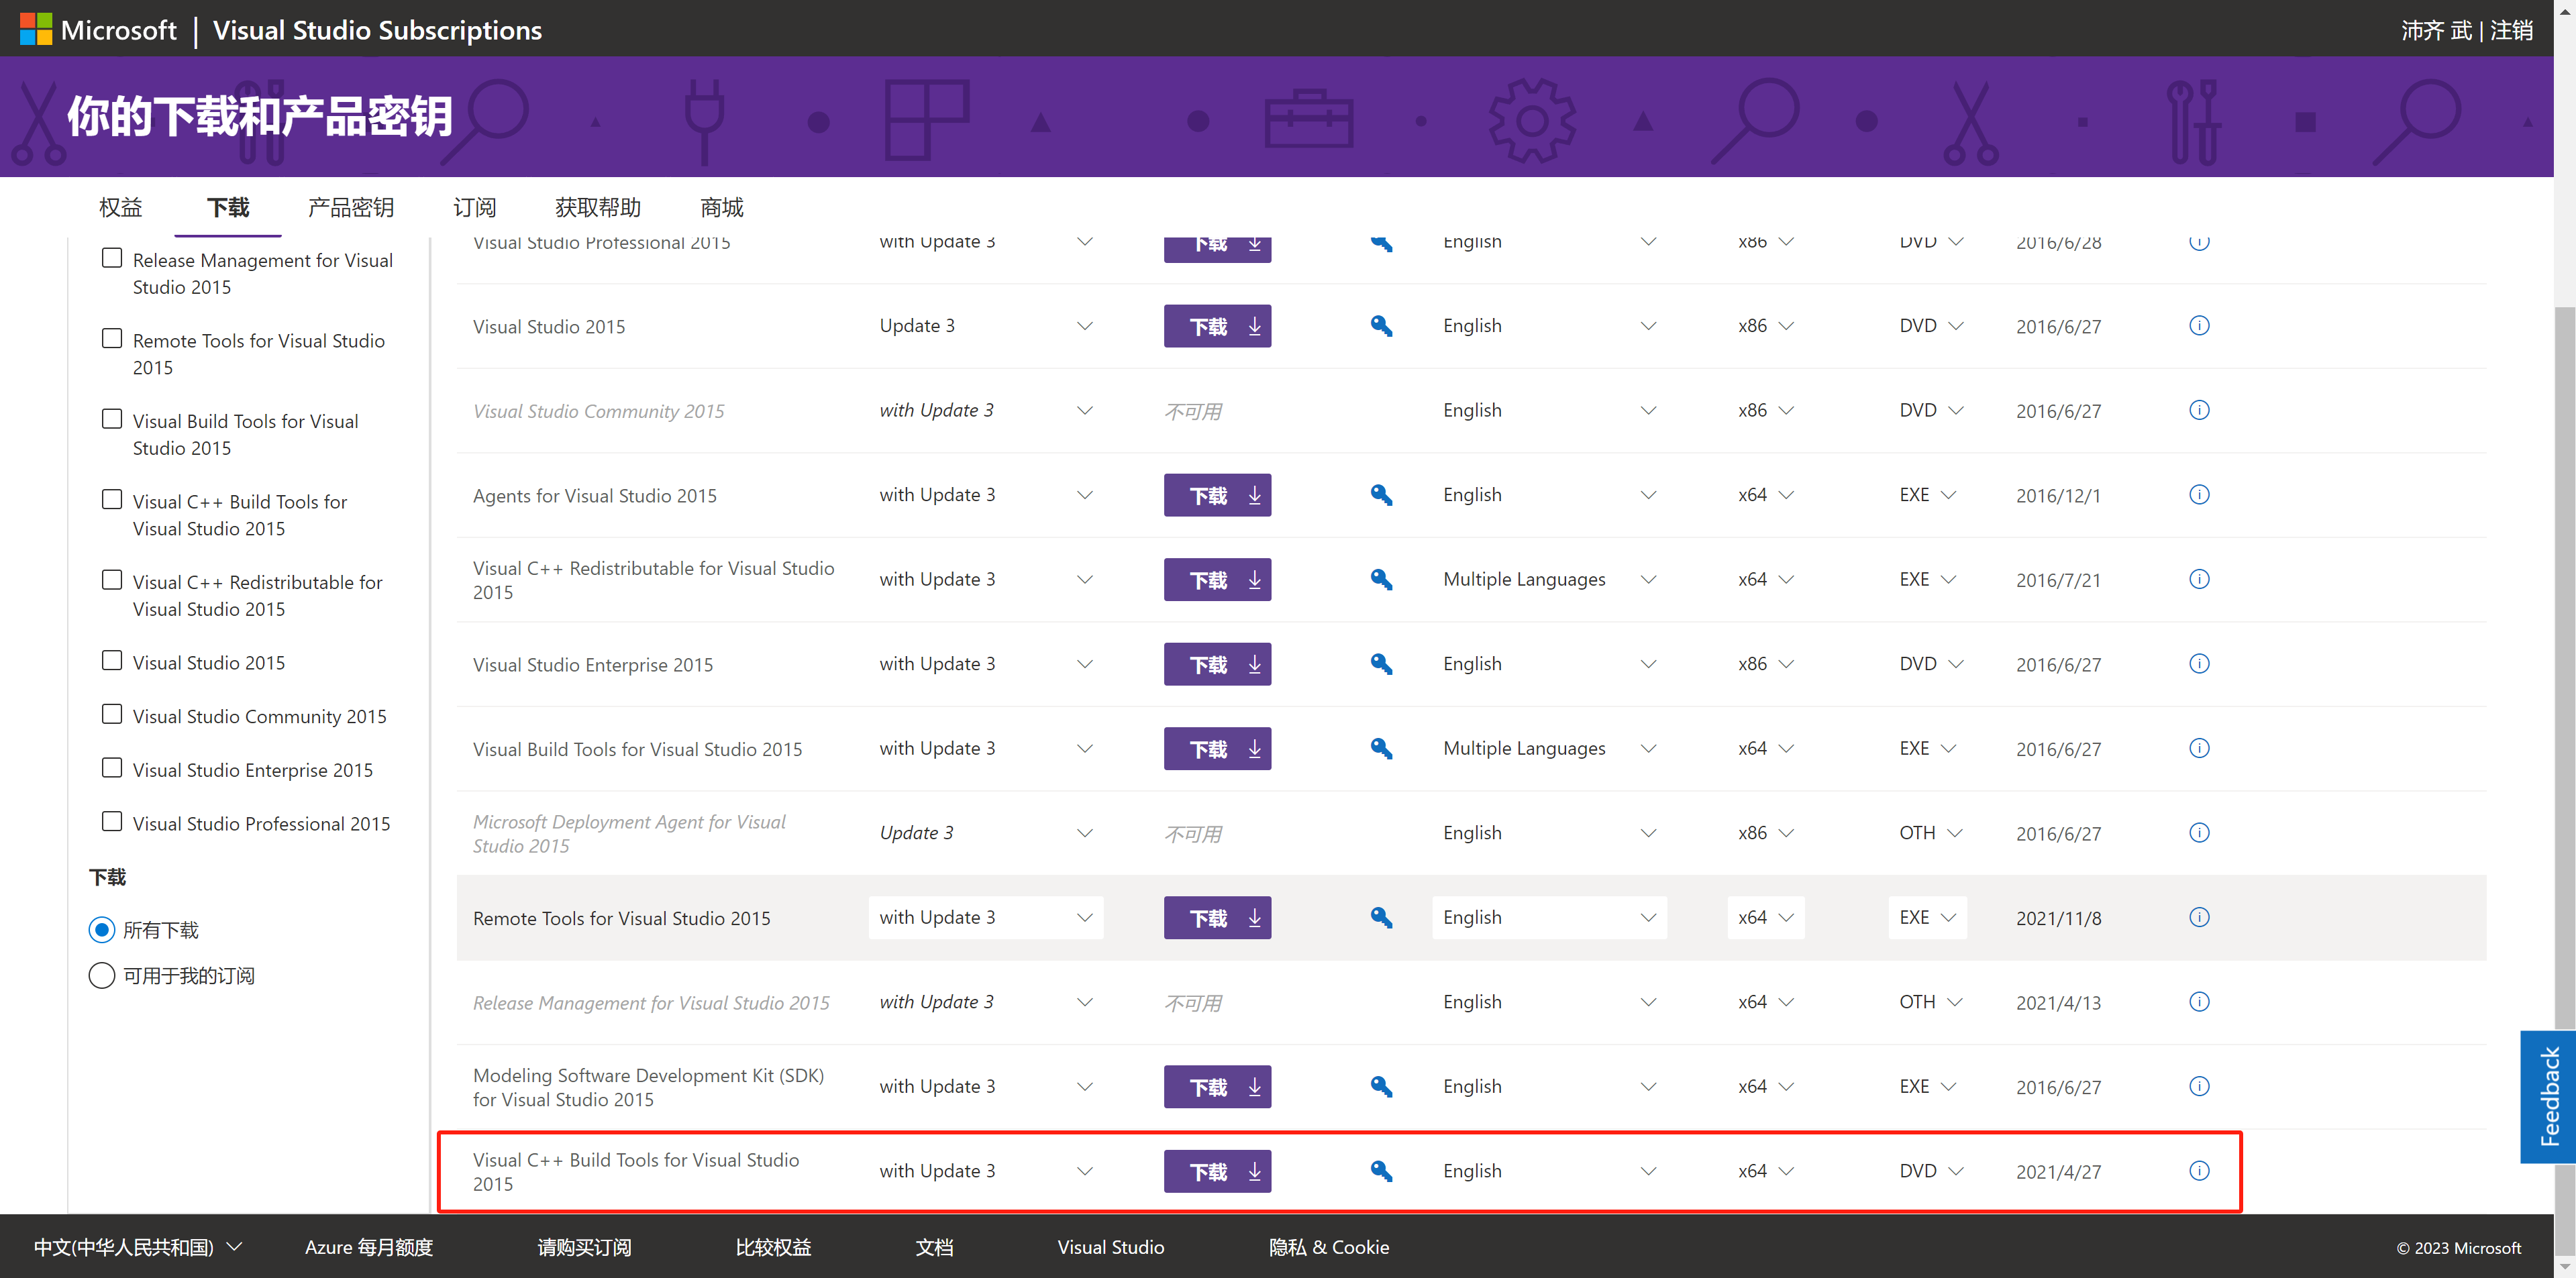 Microsoft | Visual Studio Subscriptions
沛齐 武 | 注销
你的下载和产品密钥
权益 下载 产品密钥 订阅 获取帮助 商城
Release Management for Visual
Studio 2015
Remote Tools for Visual Studio
2015
Visual Build Tools for Visual
Studio 2015
Visual C++ Build Tools for
Visual Studio 2015
Visual C++ Redistributable for
Visual Studio 2015
Visual Studio 2015
Visual Studio Community 2015
Visual Studio Enterprise 2015
Visual Studio Professional 2015
下载
所有下载
可用于我的订阅
Visual Studio Professional 2015 with Update 3 下载 English x86 DVD 2016/6/28
Visual Studio 2015 Update 3 下载 English x86 DVD 2016/6/27
Visual Studio Community 2015 with Update 3 不可用 English x86 DVD 2016/6/27
Agents for Visual Studio 2015 with Update 3 下载 English x64 EXE 2016/12/1
Visual C++ Redistributable for Visual Studio
2015 with Update 3 下载 Multiple Languages x64 EXE 2016/7/21
Visual Studio Enterprise 2015 with Update 3 下载 English x86 DVD 2016/6/27
Visual Build Tools for Visual Studio 2015 with Update 3 下载 Multiple Languages x64 EXE 2016/6/27
Microsoft Deployment Agent for Visual
Studio 2015 Update 3 不可用 English x86 OTH 2016/6/27
Remote Tools for Visual Studio 2015 with Update 3 下载 English x64 EXE 2021/11/8
Release Management for Visual Studio 2015 with Update 3 不可用 English x64 OTH 2021/4/13
Modeling Software Development Kit (SDK)
for Visual Studio 2015 with Update 3 下载 English x64 EXE 2016/6/27
Visual C++ Build Tools for Visual Studio
2015 with Update 3 下载 English x64 DVD 2021/4/27
Feedback
中文(中华人民共和国) Azure 每月额度 请购买订阅 比较权益 文档 Visual Studio 隐私 & Cookie © 2023 Microsoft